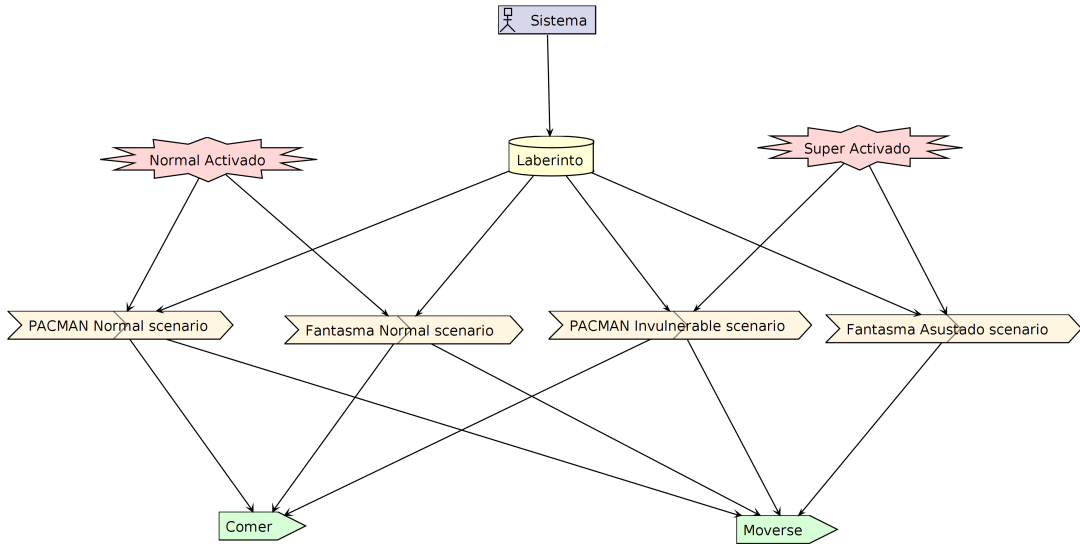 Sistema
Normal Activado
Laberinto
Super Activado
PACMAN Normal scenario
Fantasma Normal scenario
PACMAN Invulnerable scenario
Fantasma Asustado scenario
Comer
Moverse